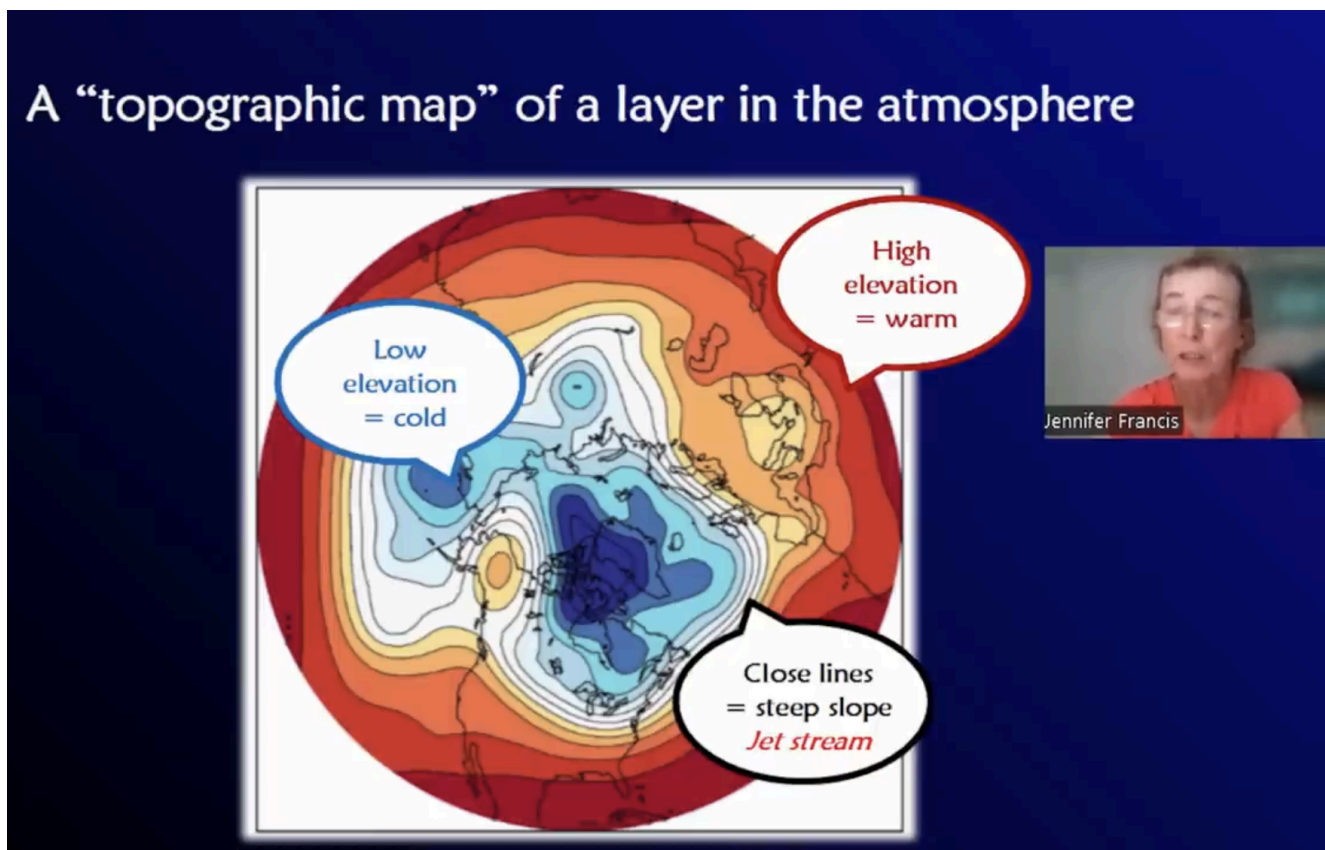 A “topographic map” of a layer in the atmosphere
High
elevation
= warm
Low
elevation
= cold
Jennifer Francis
Close lines
= steep slope
Jet stream